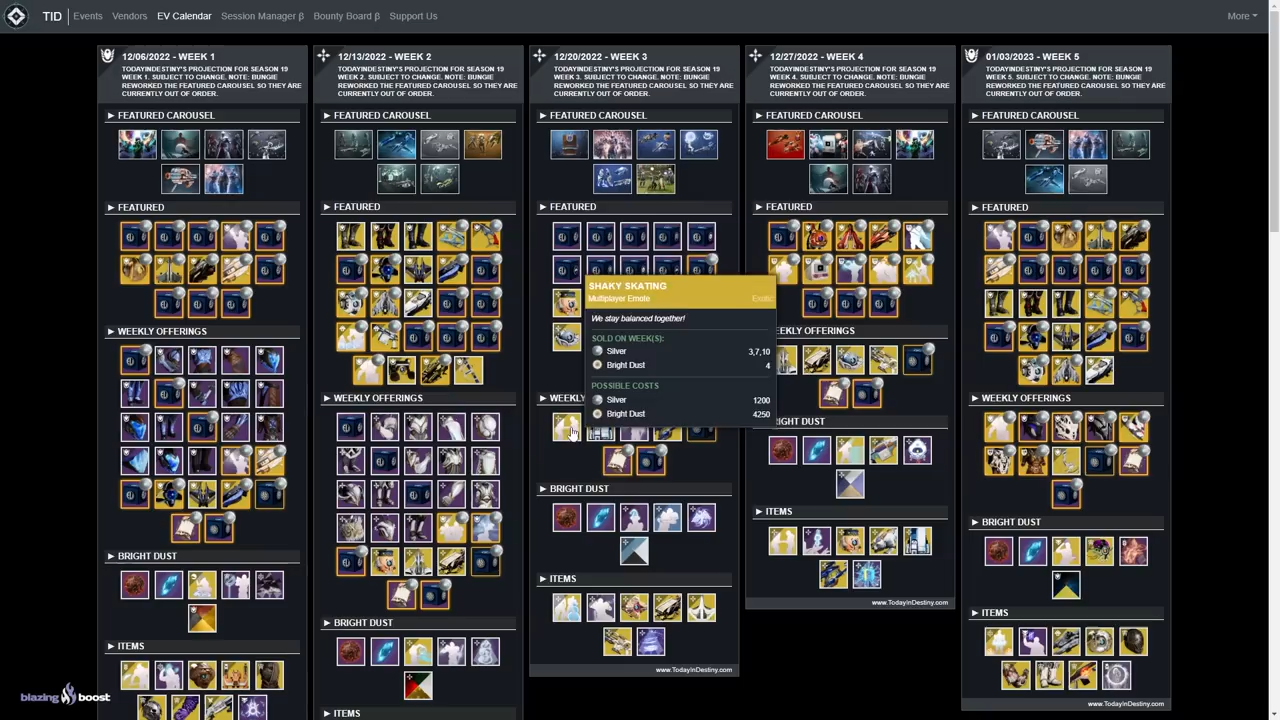 TID Events Vendors EV Calendar Session Manager β Bounty Board β Support Us More
12/06/2022 - WEEK 1
TODAYINDESTINY'S PROJECTION FOR SEASON 19
WEEK 1. SUBJECT TO CHANGE. NOTE: BUNGIE
REWORKED THE FEATURED CAROUSEL SO THEY ARE
CURRENTLY OUT OF ORDER.
FEATURED CAROUSEL
FEATURED
WEEKLY OFFERINGS
BRIGHT DUST
ITEMS
12/13/2022 - WEEK 2
TODAYINDESTINY'S PROJECTION FOR SEASON 19
WEEK 2. SUBJECT TO CHANGE. NOTE: BUNGIE
REWORKED THE FEATURED CAROUSEL SO THEY ARE
CURRENTLY OUT OF ORDER.
FEATURED CAROUSEL
FEATURED
WEEKLY OFFERINGS
BRIGHT DUST
ITEMS
12/20/2022 - WEEK 3
TODAYINDESTINY'S PROJECTION FOR SEASON 19
WEEK 3. SUBJECT TO CHANGE. NOTE: BUNGIE
REWORKED THE FEATURED CAROUSEL SO THEY ARE
CURRENTLY OUT OF ORDER.
FEATURED CAROUSEL
FEATURED
SHAKY SKATING
Multiplayer Emote Exotic
We stay balanced together!
SOLD ON WEEK(S):
Silver 3,7,10
Bright Dust 4
POSSIBLE COSTS
Silver 1200
Bright Dust 4250
WEEKLY
BRIGHT DUST
ITEMS
www.TodayInDestiny.com
12/27/2022 - WEEK 4
TODAYINDESTINY'S PROJECTION FOR SEASON 19
WEEK 4. SUBJECT TO CHANGE. NOTE: BUNGIE
REWORKED THE FEATURED CAROUSEL SO THEY ARE
CURRENTLY OUT OF ORDER.
FEATURED CAROUSEL
FEATURED
EEKLY OFFERINGS
RIGHT DUST
ITEMS
www.TodayInDestiny.com
01/03/2023 - WEEK 5
TODAYINDESTINY'S PROJECTION FOR SEASON 19
WEEK 5. SUBJECT TO CHANGE. NOTE: BUNGIE
REWORKED THE FEATURED CAROUSEL SO THEY ARE
CURRENTLY OUT OF ORDER.
FEATURED CAROUSEL
FEATURED
WEEKLY OFFERINGS
BRIGHT DUST
ITEMS
www.TodayInDestiny.com
blazing boost